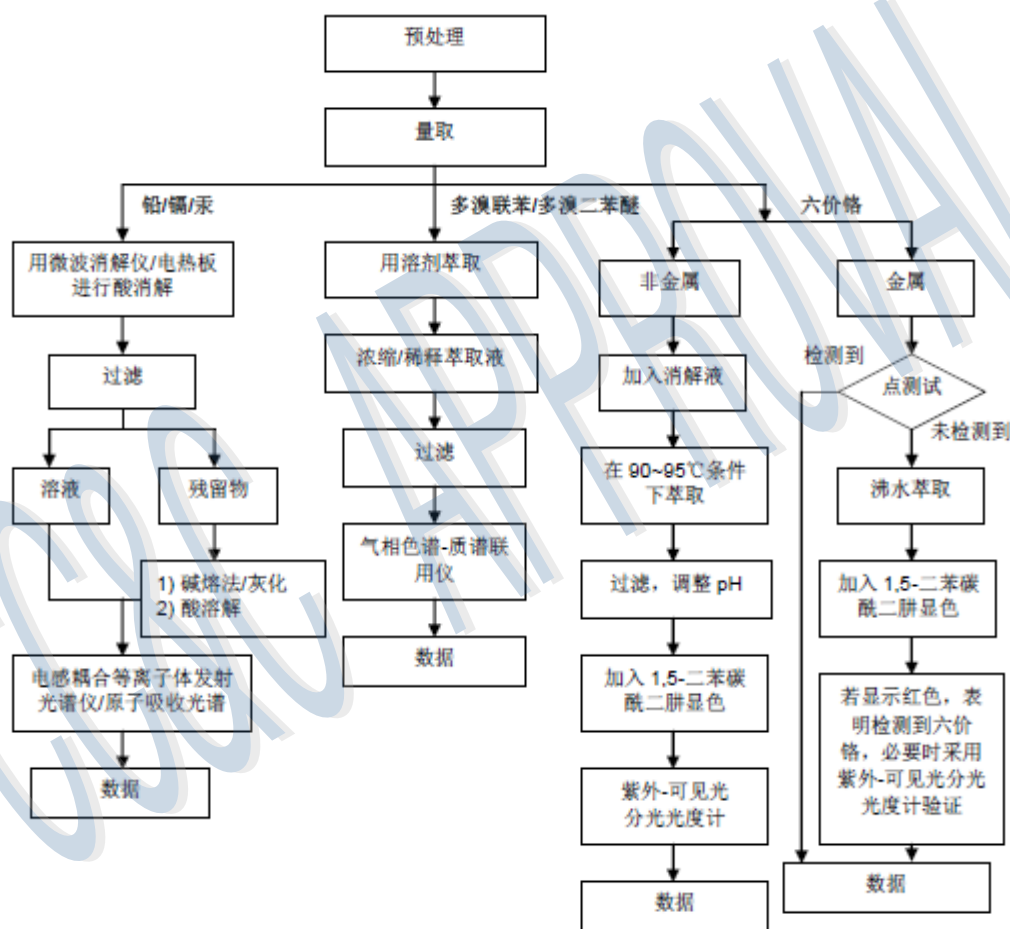 预处理
量取
铅/镉/汞
多溴联苯/多溴二苯醚
六价铬
用微波消解仪/电热板
进行酸消解
过滤
溶液
残留物
1) 碱熔法/灰化
2) 酸溶解
电感耦合等离子体发射
光谱仪/原子吸收光谱
数据
用溶剂萃取
浓缩/稀释萃取液
过滤
气相色谱-质谱联
用仪
数据
非金属
加入消解液
在 90~95℃条件
下萃取
过滤，调整 pH
加入 1,5-二苯碳
酰二肼显色
紫外-可见光
分光光度计
数据
金属
检测到
点测试
未检测到
沸水萃取
加入 1,5-二苯碳
酰二肼显色
若显示红色，表
明检测到六价
铬，必要时采用
紫外-可见光分光
光度计验证
数据
C&C APPROVAL